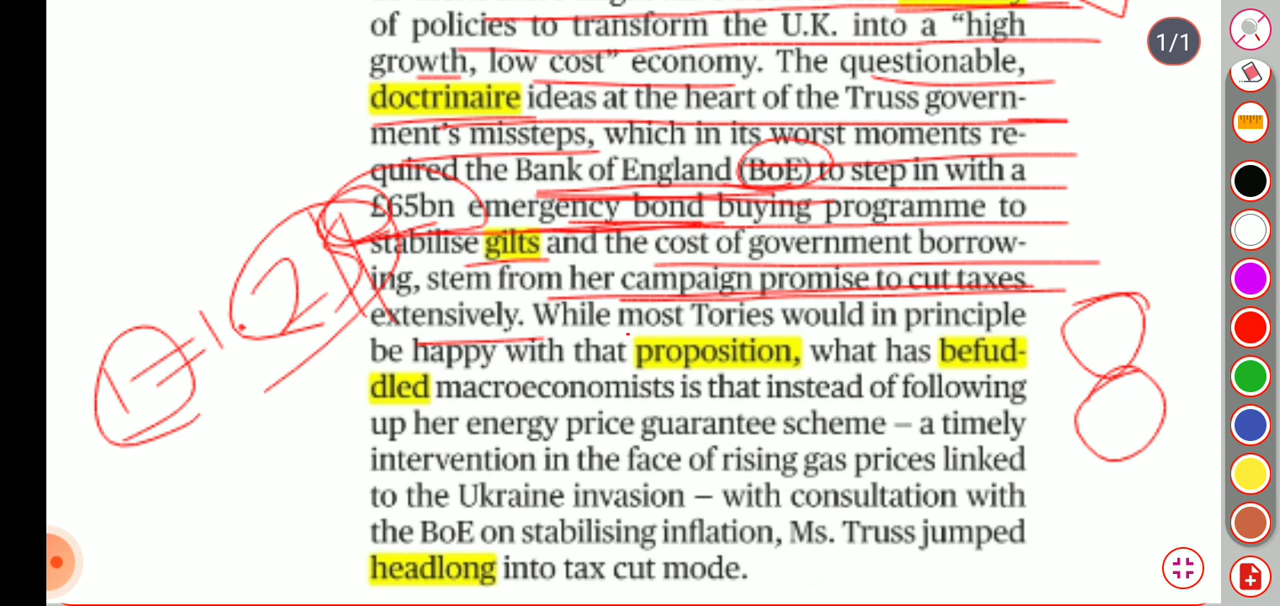 of policies to transform the U.K. into a “high
growth, low cost” economy. The questionable,
doctrinaire ideas at the heart of the Truss govern-
ment’s missteps, which in its worst moments re-
quired the Bank of England (BoE) to step in with a
£65bn emergency bond buying programme to
stabilise gilts and the cost of government borrow-
ing, stem from her campaign promise to cut taxes
extensively. While most Tories would in principle
be happy with that proposition, what has befud-
dled macroeconomists is that instead of following
up her energy price guarantee scheme – a timely
intervention in the face of rising gas prices linked
to the Ukraine invasion – with consultation with
the BoE on stabilising inflation, Ms. Truss jumped
headlong into tax cut mode.
1/1